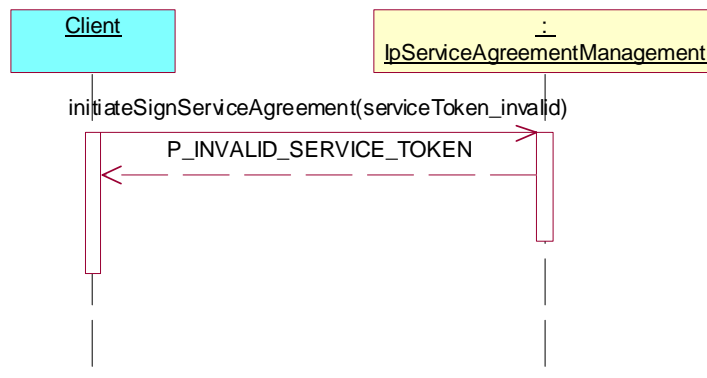 Client
:
IpServiceAgreementManagement
initiateSignServiceAgreement(serviceToken_invalid)
P_INVALID_SERVICE_TOKEN